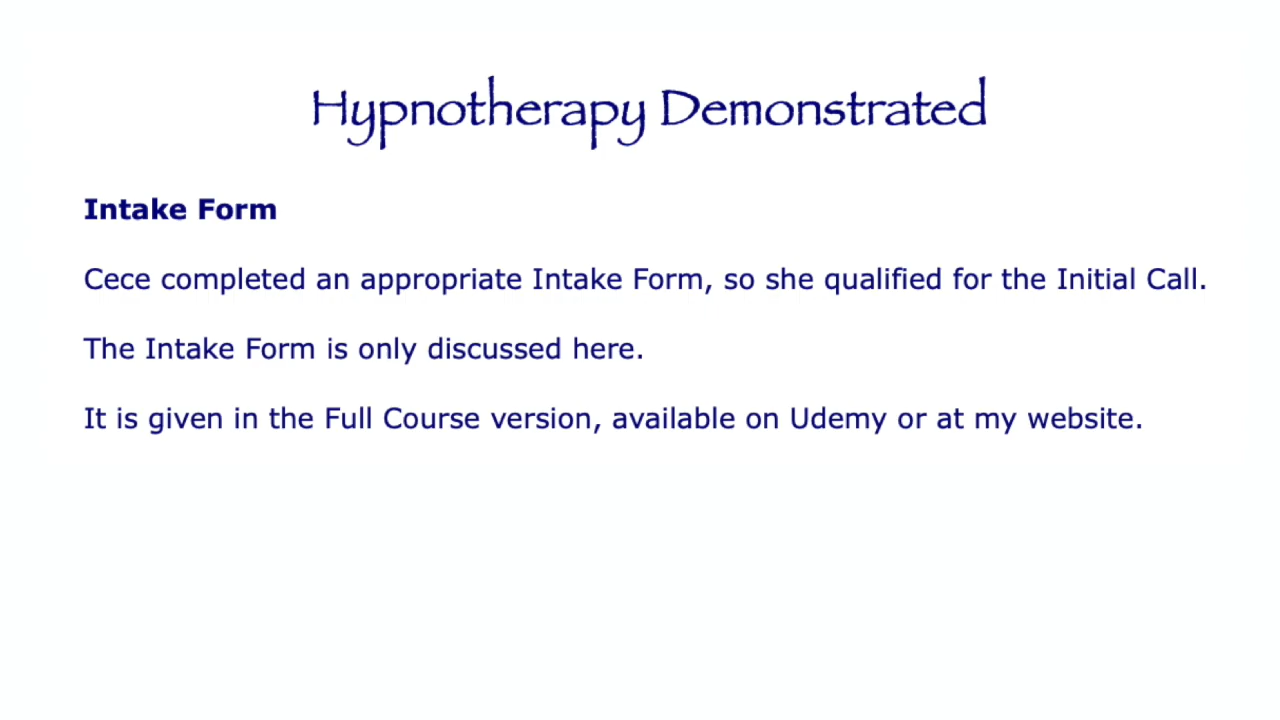 Hypnotherapy Demonstrated
Intake Form
Cece completed an appropriate Intake Form, so she qualified for the Initial Call.
The Intake Form is only discussed here.
It is given in the Full Course version, available on Udemy or at my website.